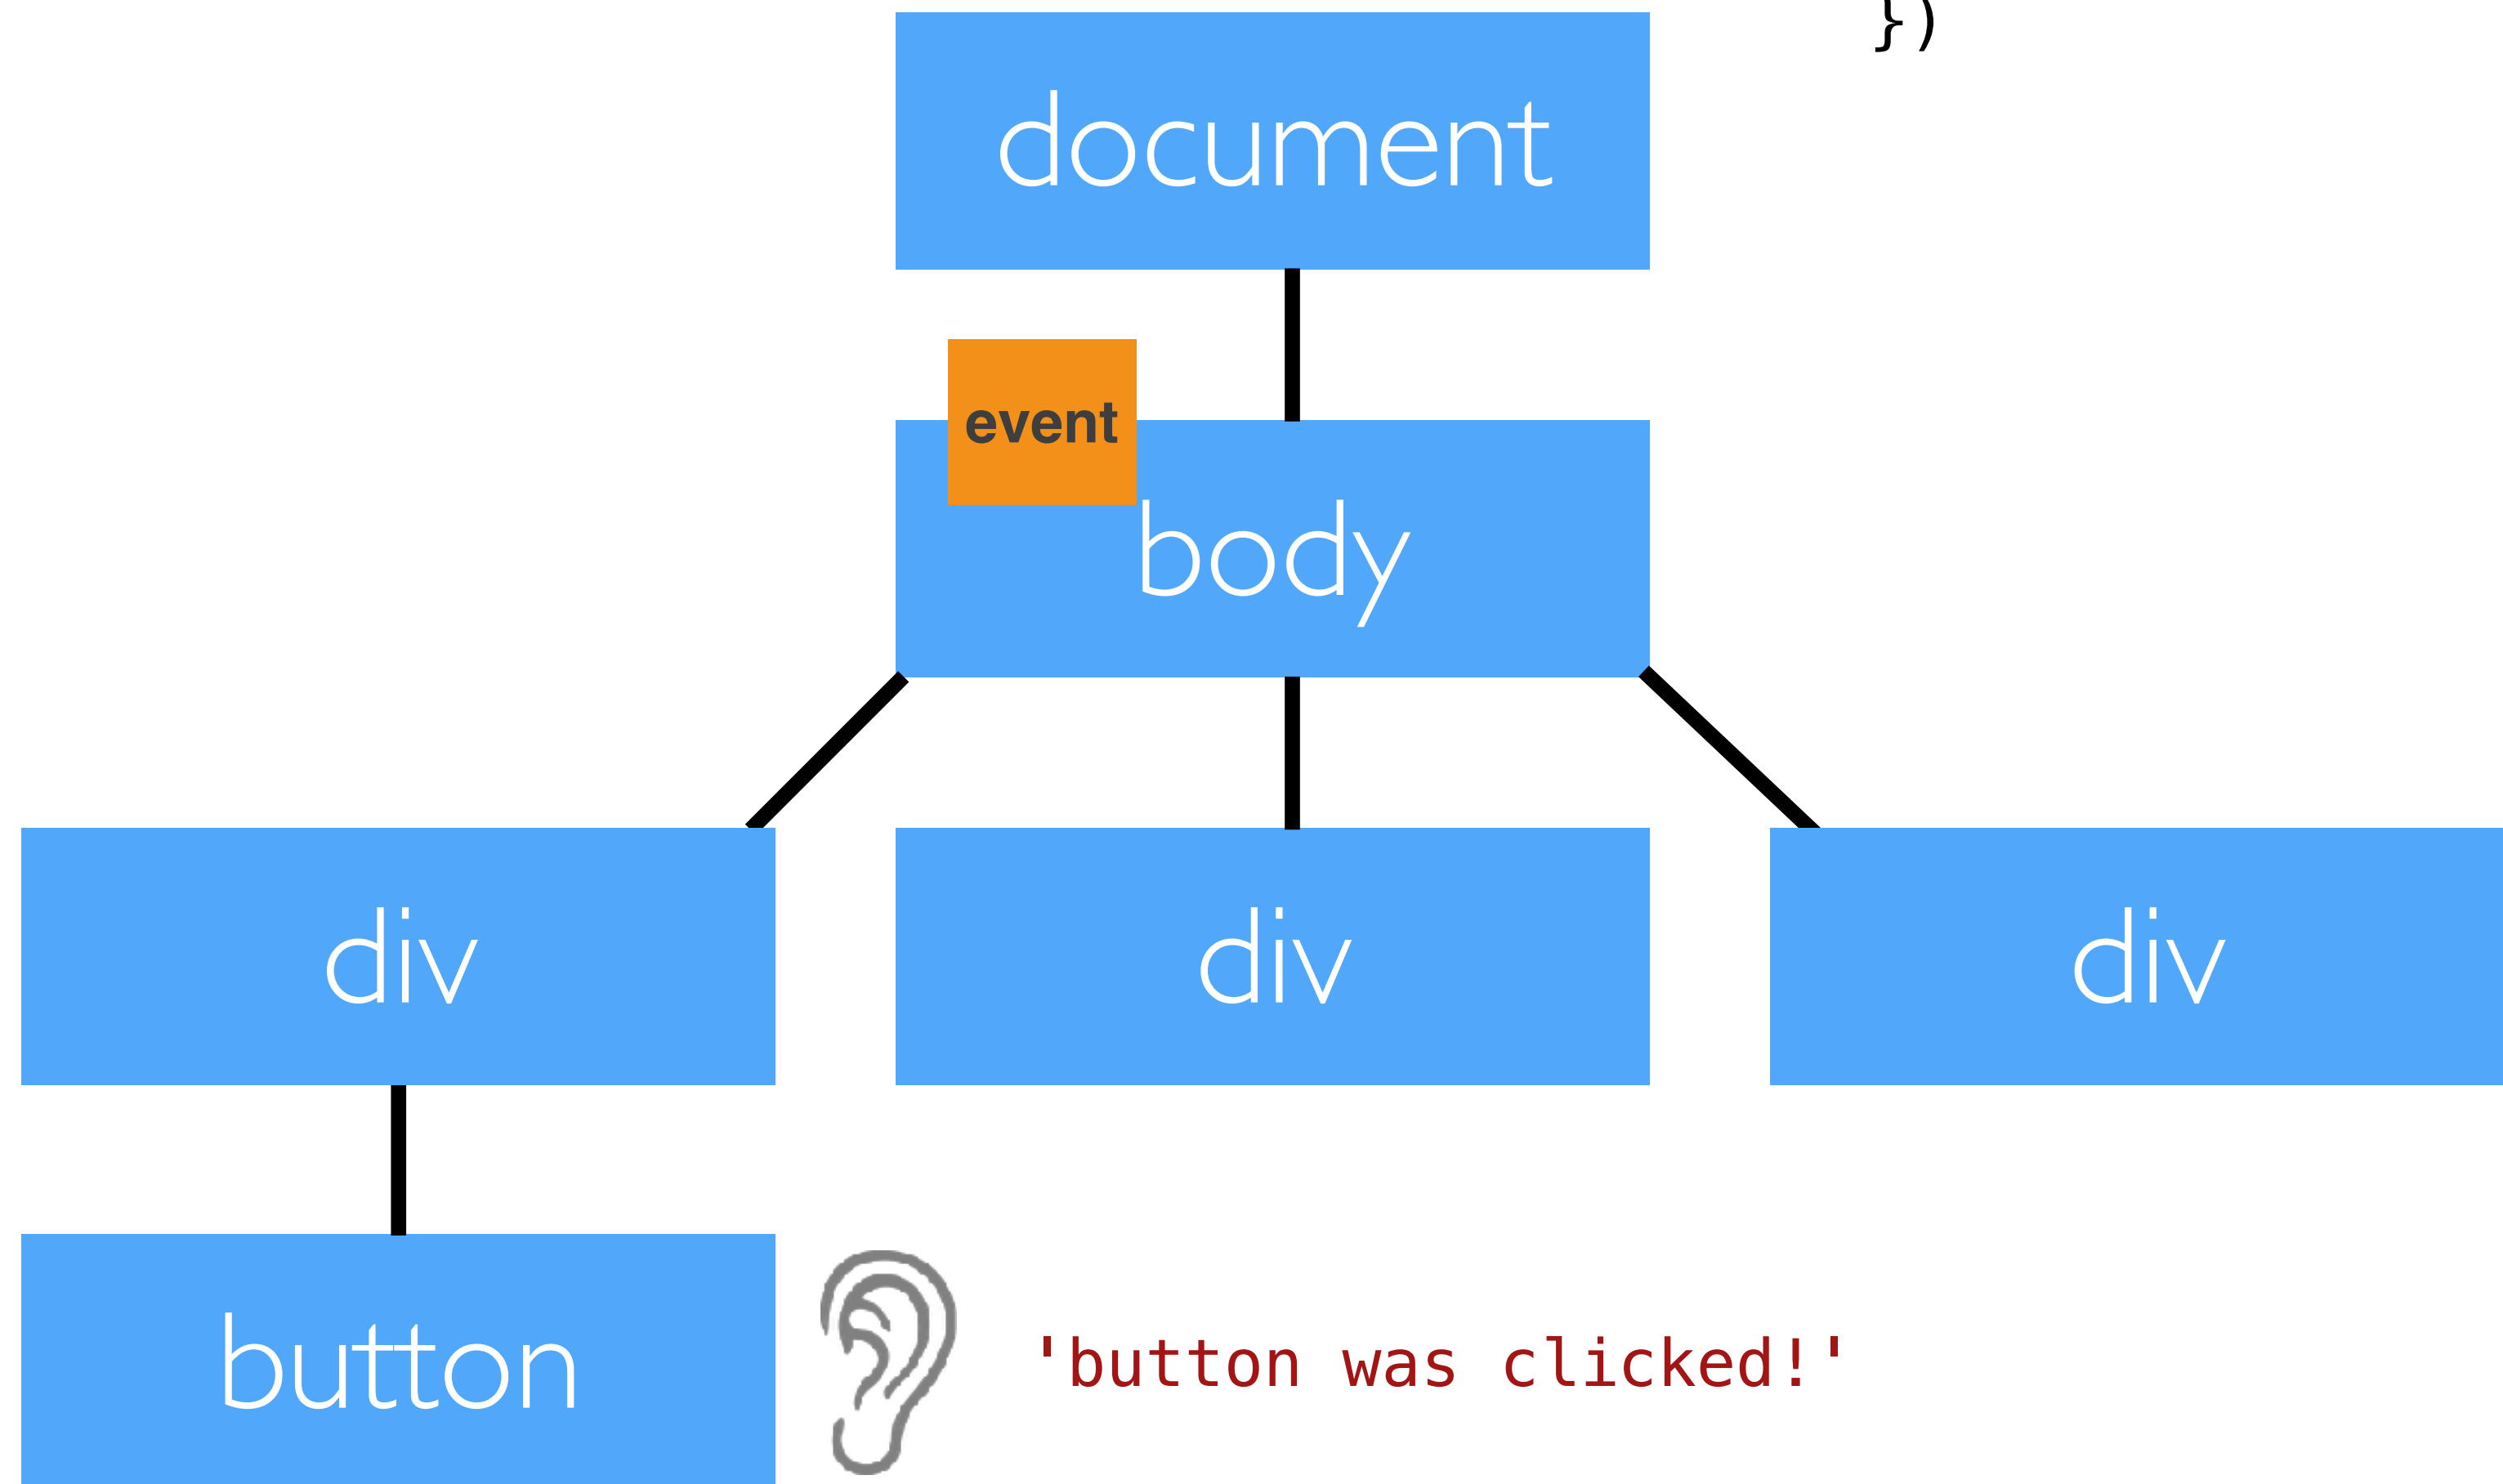 })
document
event
body
div
div
div
button
'button was clicked!'